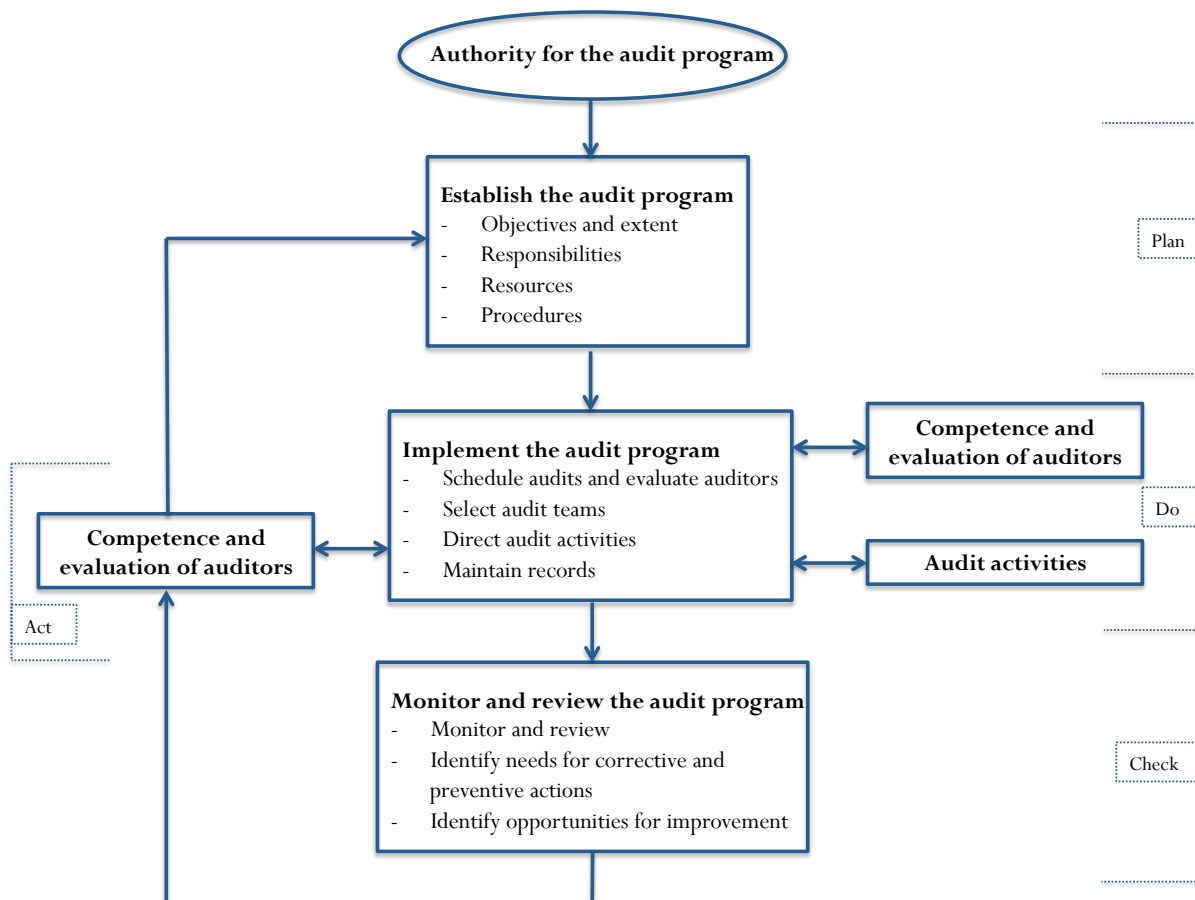 Authority for the audit program
Establish the audit program
- Objectives and extent
- Responsibilities
- Resources
- Procedures
Plan
Implement the audit program
- Schedule audits and evaluate auditors
- Select audit teams
- Direct audit activities
- Maintain records
Competence and
evaluation of auditors
Do
Audit activities
Competence and
evaluation of auditors
Act
Monitor and review the audit program
- Monitor and review
- Identify needs for corrective and
preventive actions
- Identify opportunities for improvement
Check